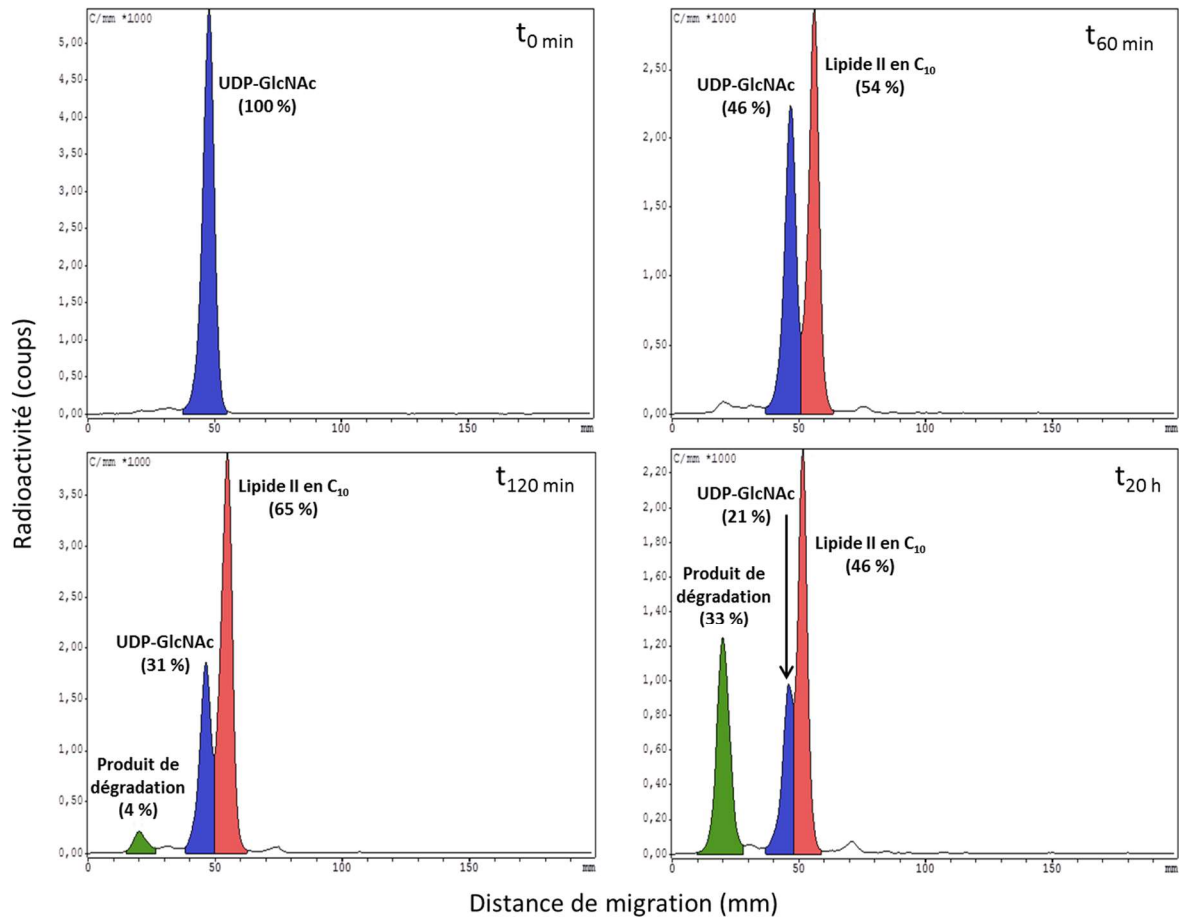 Radioactivité (coups)
C/mm *1000
t0 min
5,00
4,50
4,00
3,50
3,00
2,50
2,00
1,50
1,00
0,50
0,00
UDP-GlcNAc
(100 %)
0
50
100
150
mm
C/mm *1000
t60 min
2,50
2,00
1,50
1,00
0,50
0,00
UDP-GlcNAc
(46 %)
Lipide II en C10
(54 %)
0
50
100
150
mm
C/mm *1000
t120 min
3,50
3,00
2,50
2,00
1,50
1,00
0,50
0,00
Lipide II en C10
(65 %)
UDP-GlcNAc
(31 %)
Produit de
dégradation
(4 %)
0
50
100
150
mm
C/mm *1000
t20 h
2,20
2,00
1,80
1,60
1,40
1,20
1,00
0,80
0,60
0,40
0,20
0,00
UDP-GlcNAc
(21 %)
Lipide II en C10
(46 %)
Produit de
dégradation
(33 %)
0
50
100
150
mm
Distance de migration (mm)